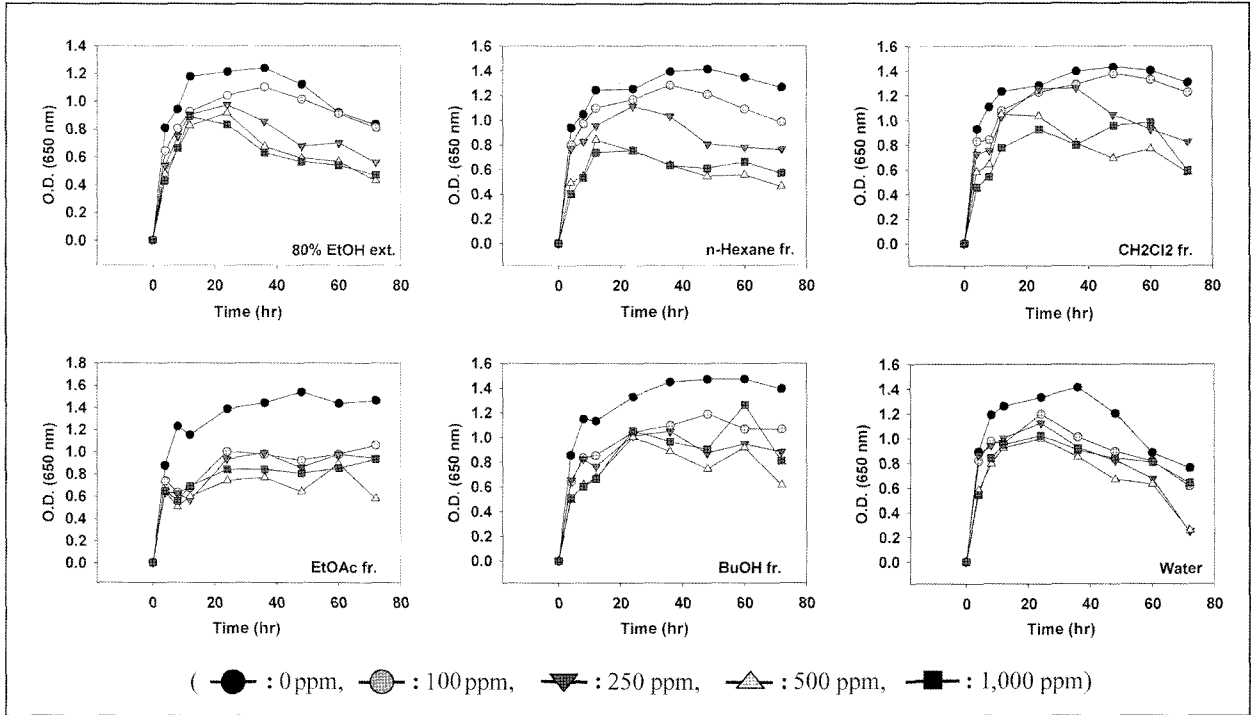 O.D. (650 nm)
1.4
1.2
1.0
0.8
0.6
0.4
0.2
0.0
80% EtOH ext.
0 20 40 60 80
Time (hr)
O.D. (650 nm)
1.6
1.4
1.2
1.0
0.8
0.6
0.4
0.2
0.0
n-Hexane fr.
0 20 40 60 80
Time (hr)
O.D. (650 nm)
1.6
1.4
1.2
1.0
0.8
0.6
0.4
0.2
0.0
CH2Cl2 fr.
0 20 40 60 80
Time (hr)
O.D. (650 nm)
1.8
1.6
1.4
1.2
1.0
0.8
0.6
0.4
0.2
0.0
EtOAc fr.
0 20 40 60 80
Time (hr)
O.D. (650 nm)
1.6
1.4
1.2
1.0
0.8
0.6
0.4
0.2
0.0
BuOH fr.
0 20 40 60 80
Time (hr)
O.D. (650 nm)
1.6
1.4
1.2
1.0
0.8
0.6
0.4
0.2
0.0
Water
0 20 40 60 80
Time (hr)
( : 0 ppm, : 100 ppm, : 250 ppm, : 500 ppm, : 1,000 ppm)